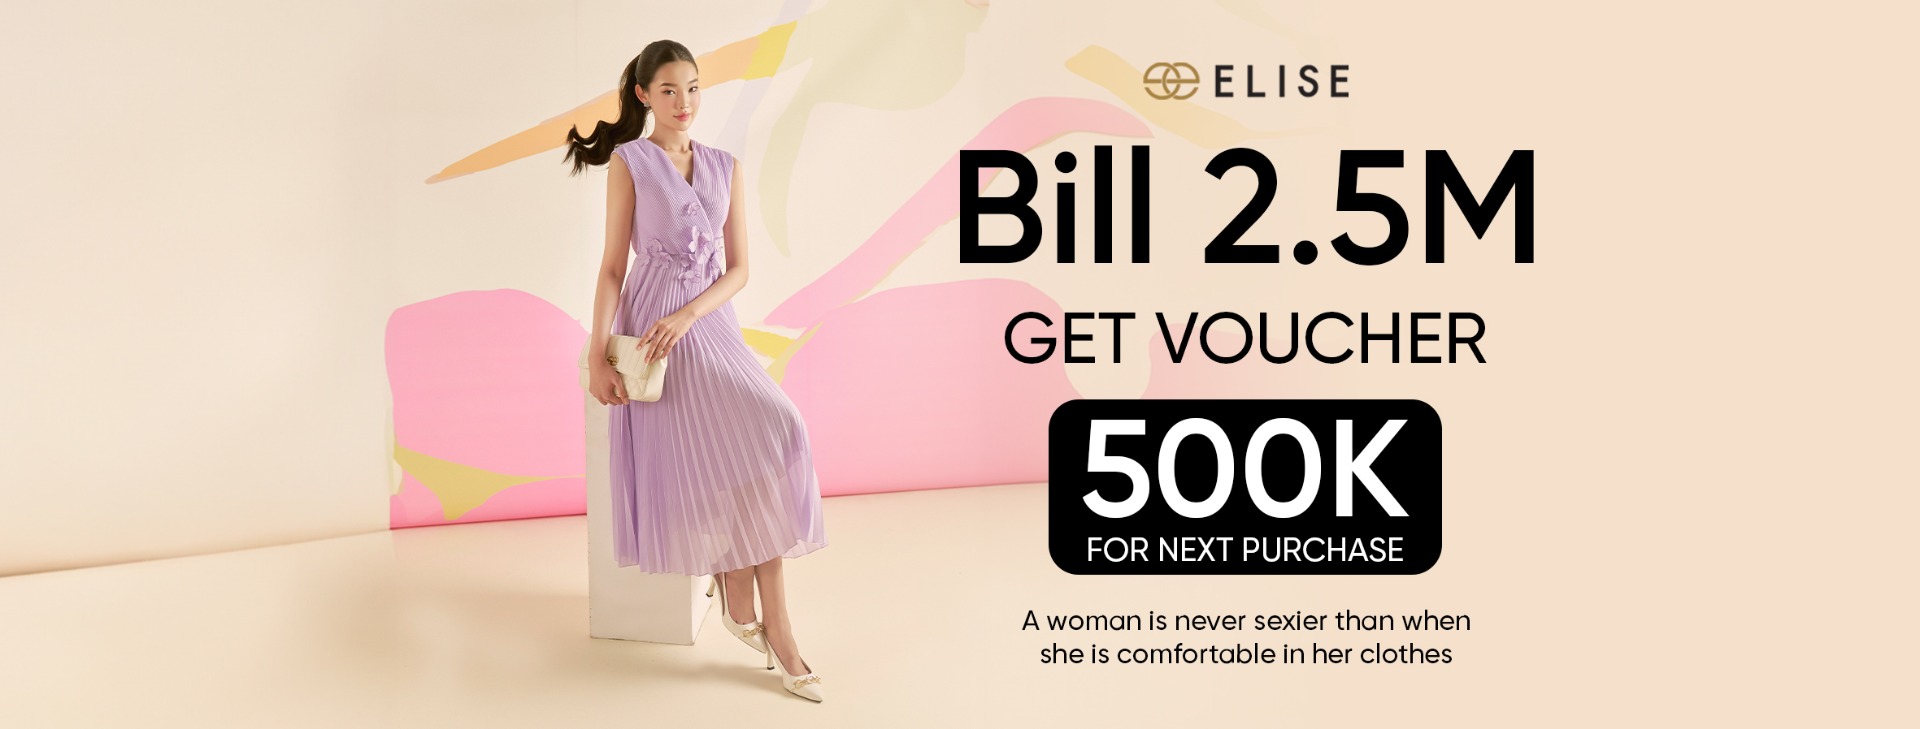 ELISE
Bill 2.5M
GET VOUCHER
500K
FOR NEXT PURCHASE
A woman is never sexier than when
she is comfortable in her clothes